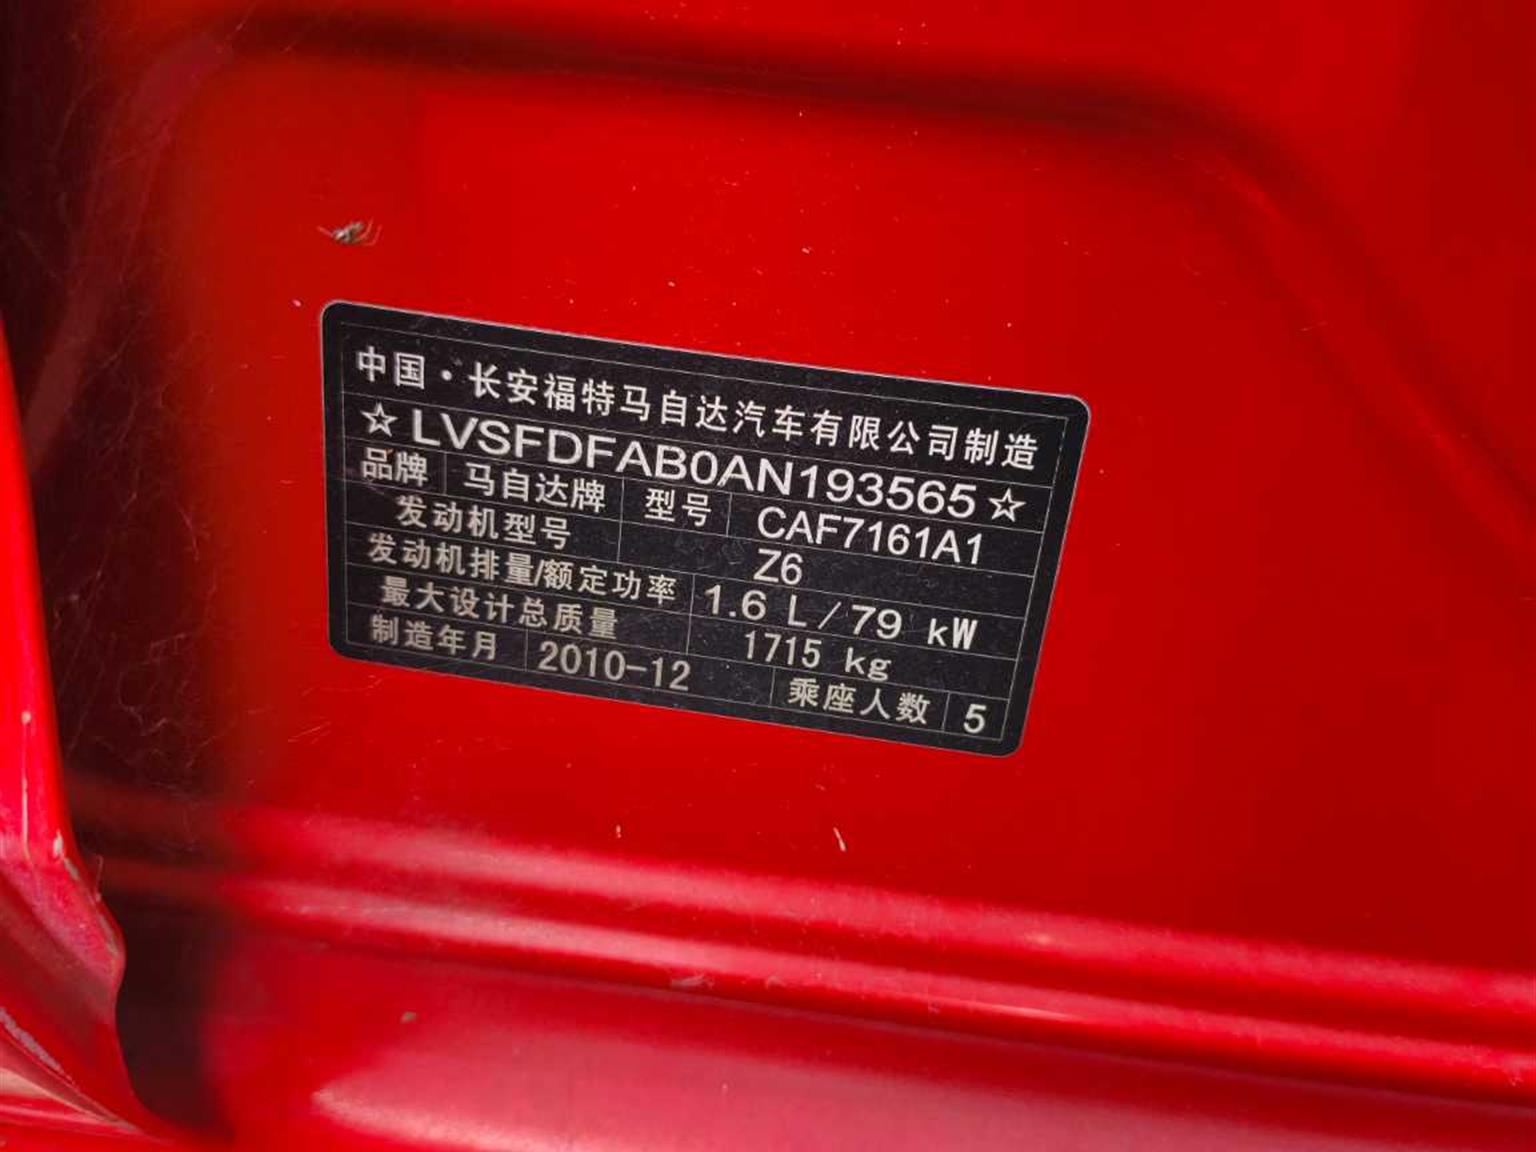 中国·长安福特马自达汽车有限公司制造
☆LVSFDFAB0AN193565☆
品牌 马自达牌 型号 CAF7161A1
发动机型号 Z6
发动机排量/额定功率 1.6 L/79 kW
最大设计总质量 1715 kg
制造年月 2010-12 乘座人数 5